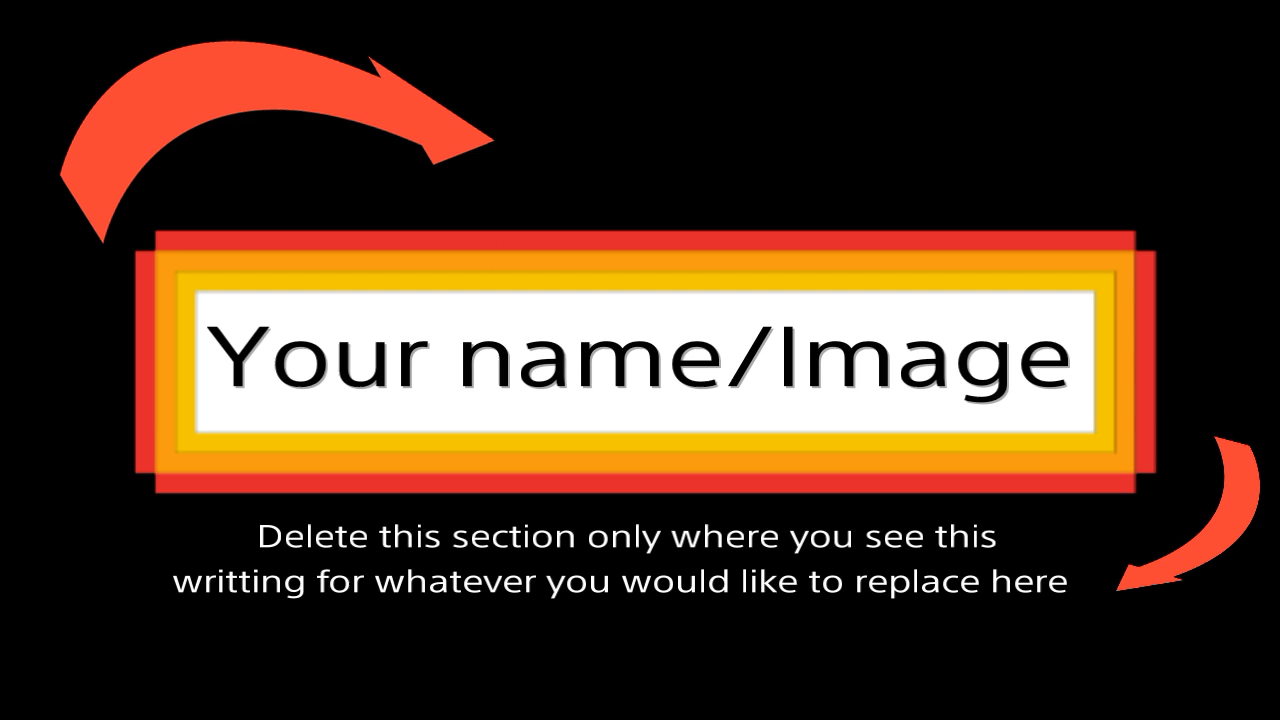 Your name/Image
Delete this section only where you see this
writting for whatever you would like to replace here